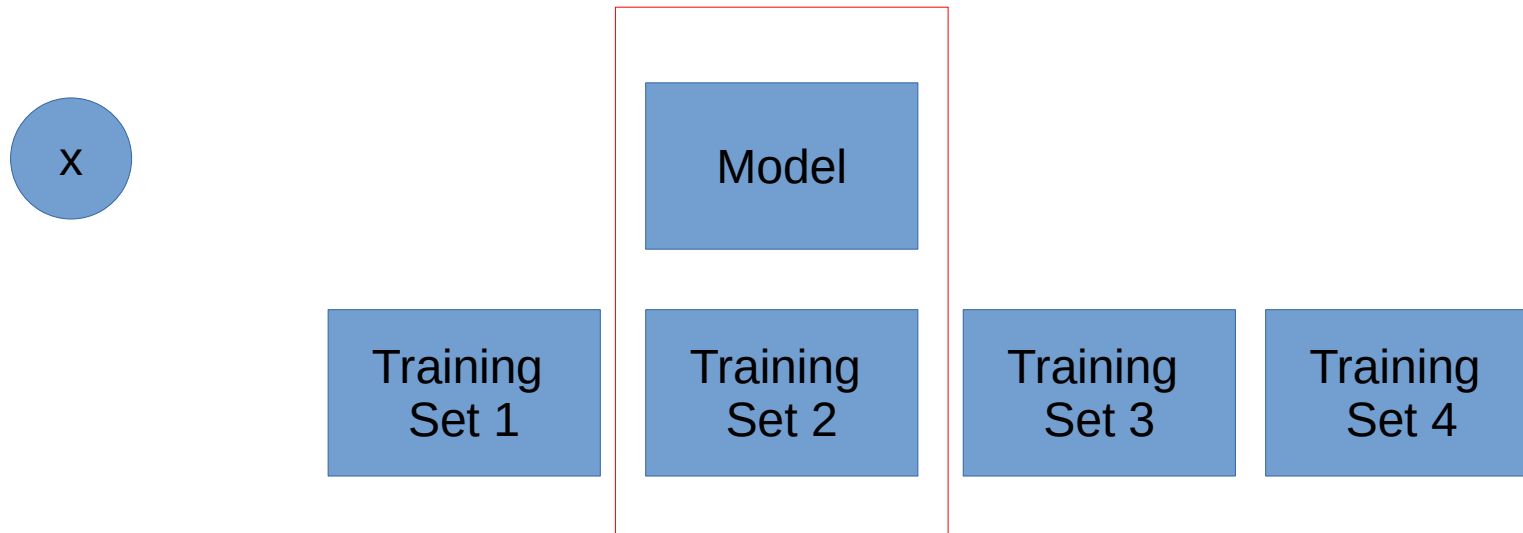 x
Model
Training
Set 1
Training
Set 2
Training
Set 3
Training
Set 4